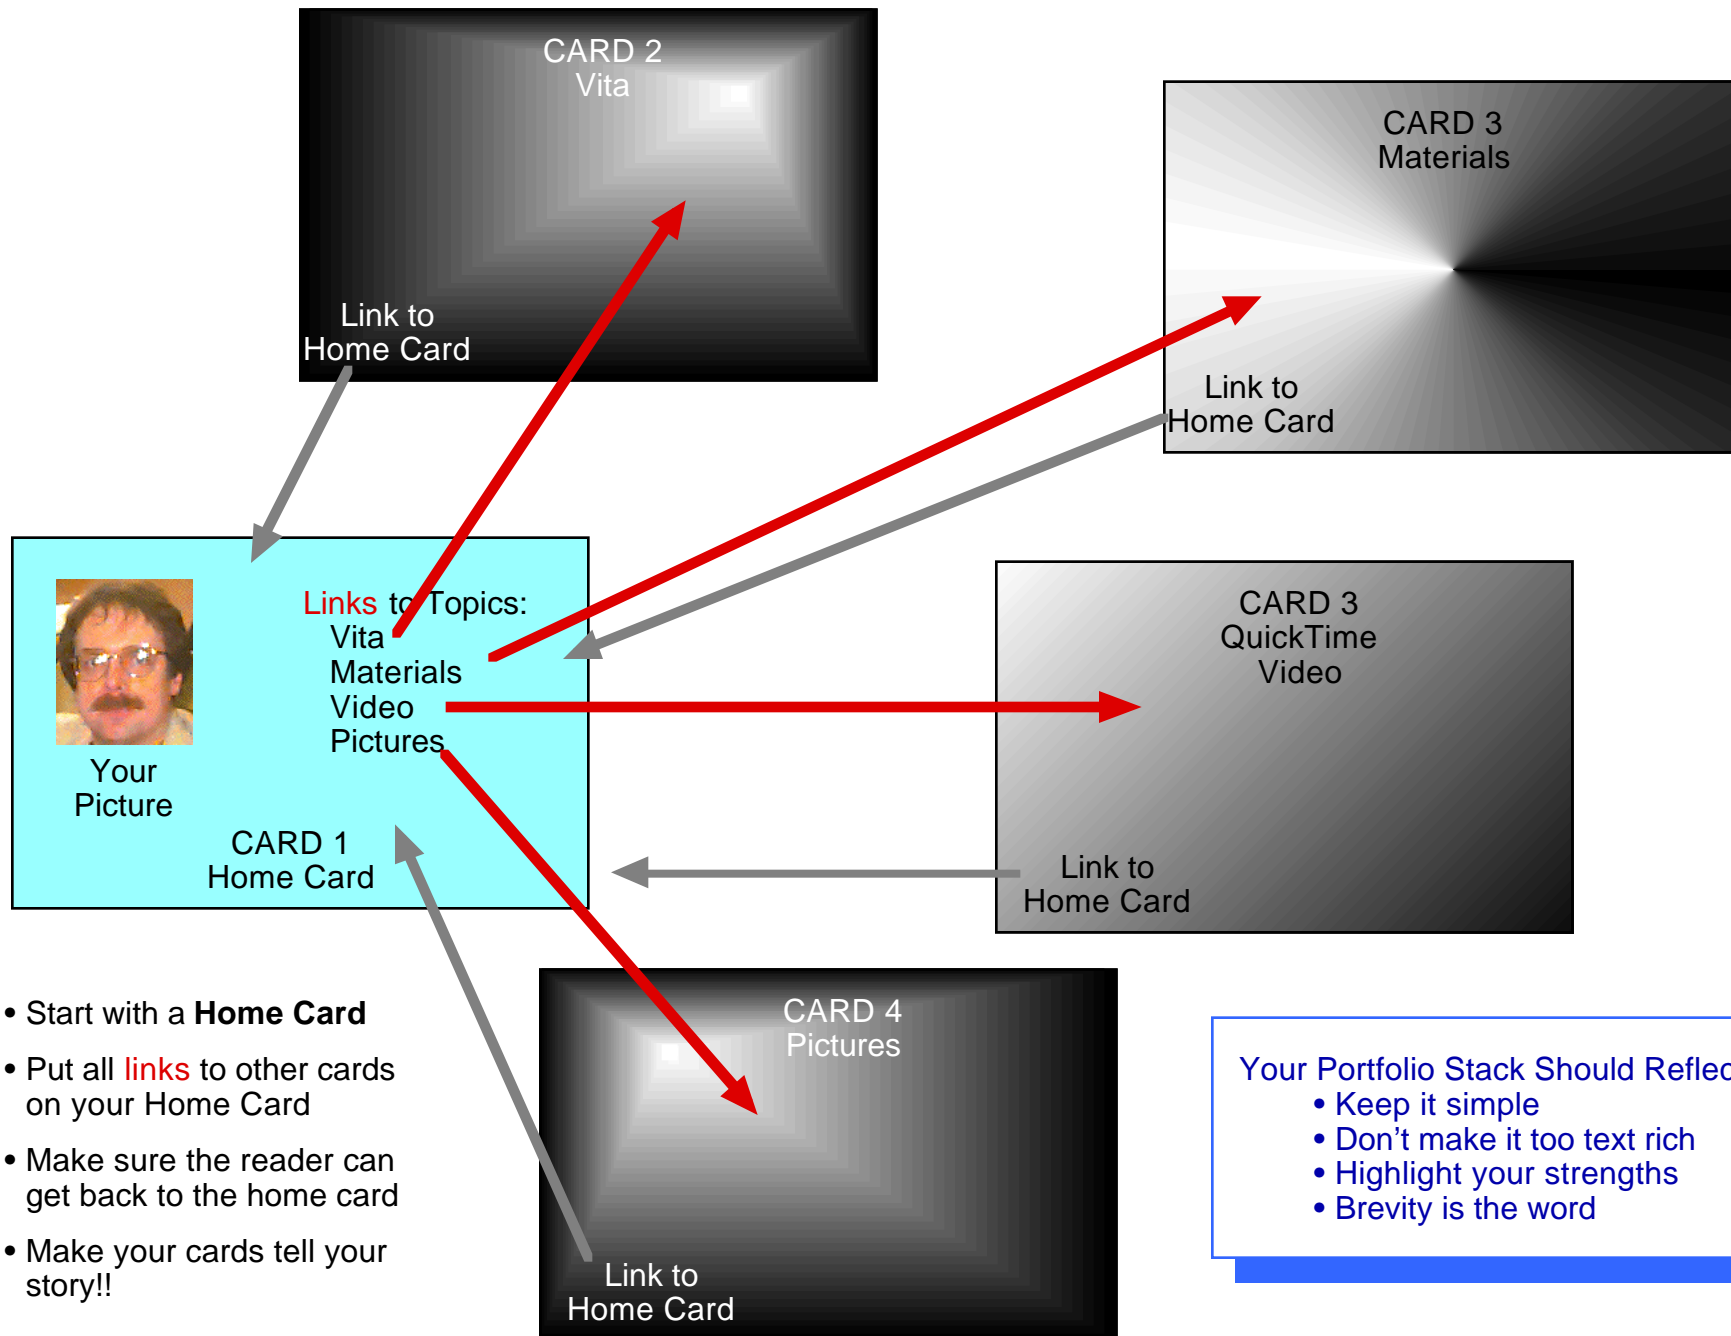 CARD 2
Vita
Link to
Home Card
CARD 3
Materials
Link to
Home Card
Links to Topics:
Vita
Materials
Video
Pictures
Your
Picture
CARD 1
Home Card
CARD 3
QuickTime
Video
Link to
Home Card
• Start with a Home Card
• Put all links to other cards
on your Home Card
• Make sure the reader can
get back to the home card
• Make your cards tell your
story!!
CARD 4
Pictures
Link to
Home Card
Your Portfolio Stack Should Reflec
• Keep it simple
• Don't make it too text rich
• Highlight your strengths
• Brevity is the word